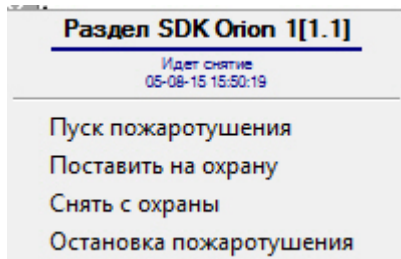 Раздел SDK Orion 1[1.1]
Идет снятие
05-08-15 15:50:19
Пуск пожаротушения
Поставить на охрану
Снять с охраны
Остановка пожаротушения